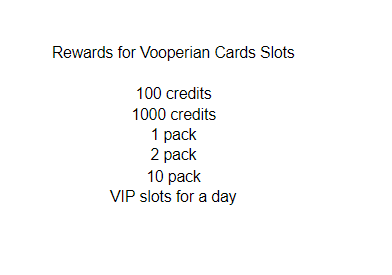 Rewards for Vooperian Cards Slots
100 credits
1000 credits
1 pack
2 pack
10 pack
VIP slots for a day